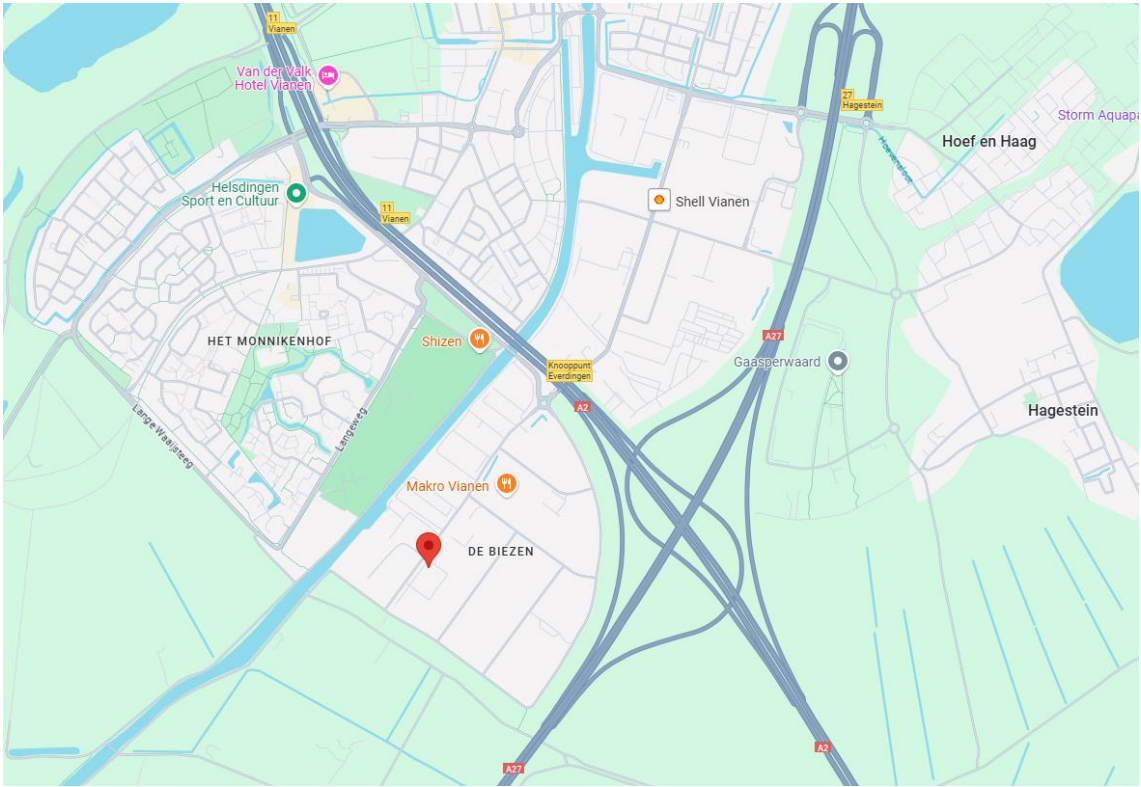 11
Vianen
Van der Valk
Hotel Vianen
27
Hagestein
Storm Aquapa
Hoef en Haag
Hoevensloot
Helsdingen
Sport en Cultuur
Shell Vianen
11
Vianen
A27
HET MONNIKENHOF
Shizen
Knooppunt
Everdingen
Gaasperwaard
A2
Hagestein
Lange Waaijsteeg
Langeweg
Makro Vianen
DE BIEZEN
A2
A27